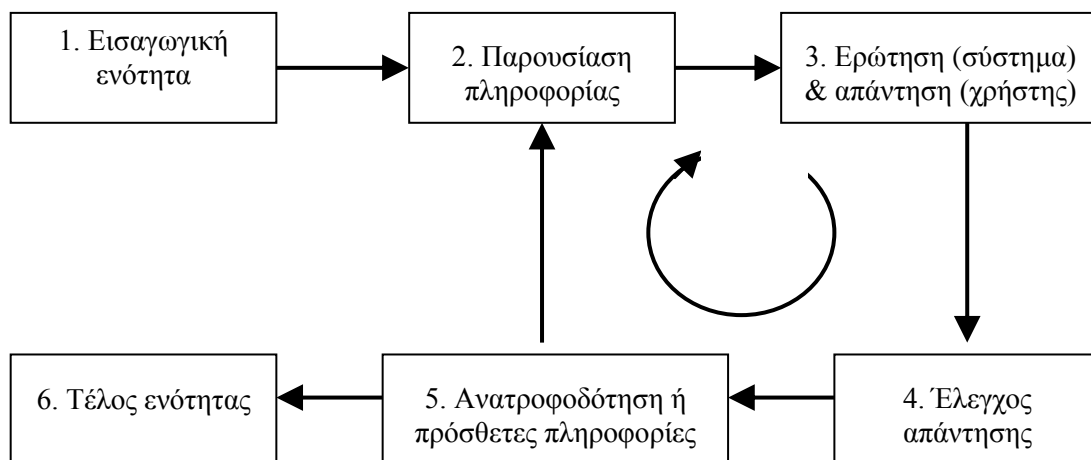 1. Εισαγωγική
ενότητα
2. Παρουσίαση
πληροφορίας
3. Ερώτηση (σύστημα)
& απάντηση (χρήστης)
6. Τέλος ενότητας
5. Ανατροφοδότηση ή
πρόσθετες πληροφορίες
4. Έλεγχος
απάντησης